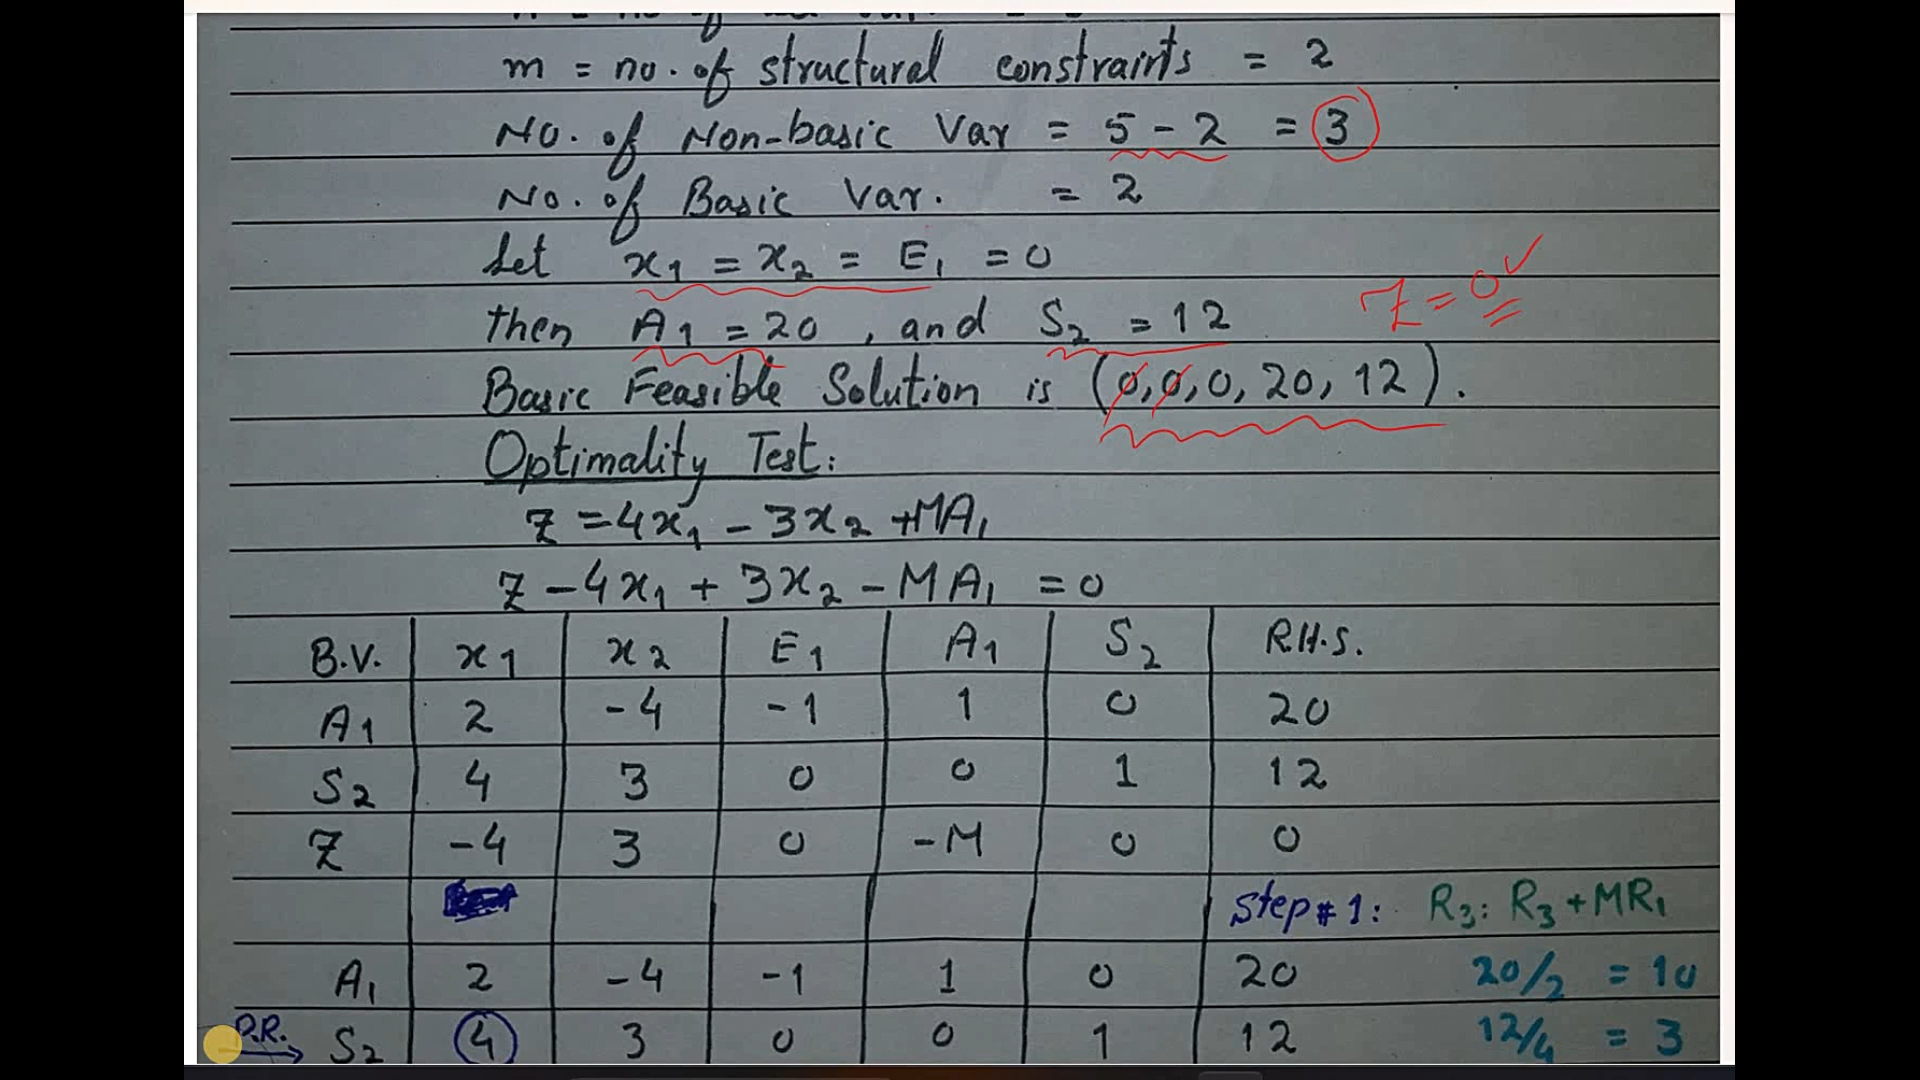 m = no. of structural constraints = 2
No. of Non-basic Var = 5 - 2 = 3
No. of Basic Var. = 2
Let x1 = x2 = E1 = 0
then A1 = 20 , and S2 = 12 Z = 0 ✓
Basic Feasible Solution is (0, 0, 0, 20, 12).
Optimality Test:
Z = 4x1 - 3x2 + MA1
Z - 4x1 + 3x2 - MA1 = 0
B.V. x1 x2 E1 A1 S2 R.H.S.
A1 2 -4 -1 1 0 20
S2 4 3 0 0 1 12
Z -4 3 0 -M 0 0
Step # 1: R3: R3 + MR1
A1 2 -4 -1 1 0 20 20/2 = 10
P.R. S2 4 3 0 0 1 12 12/4 = 3